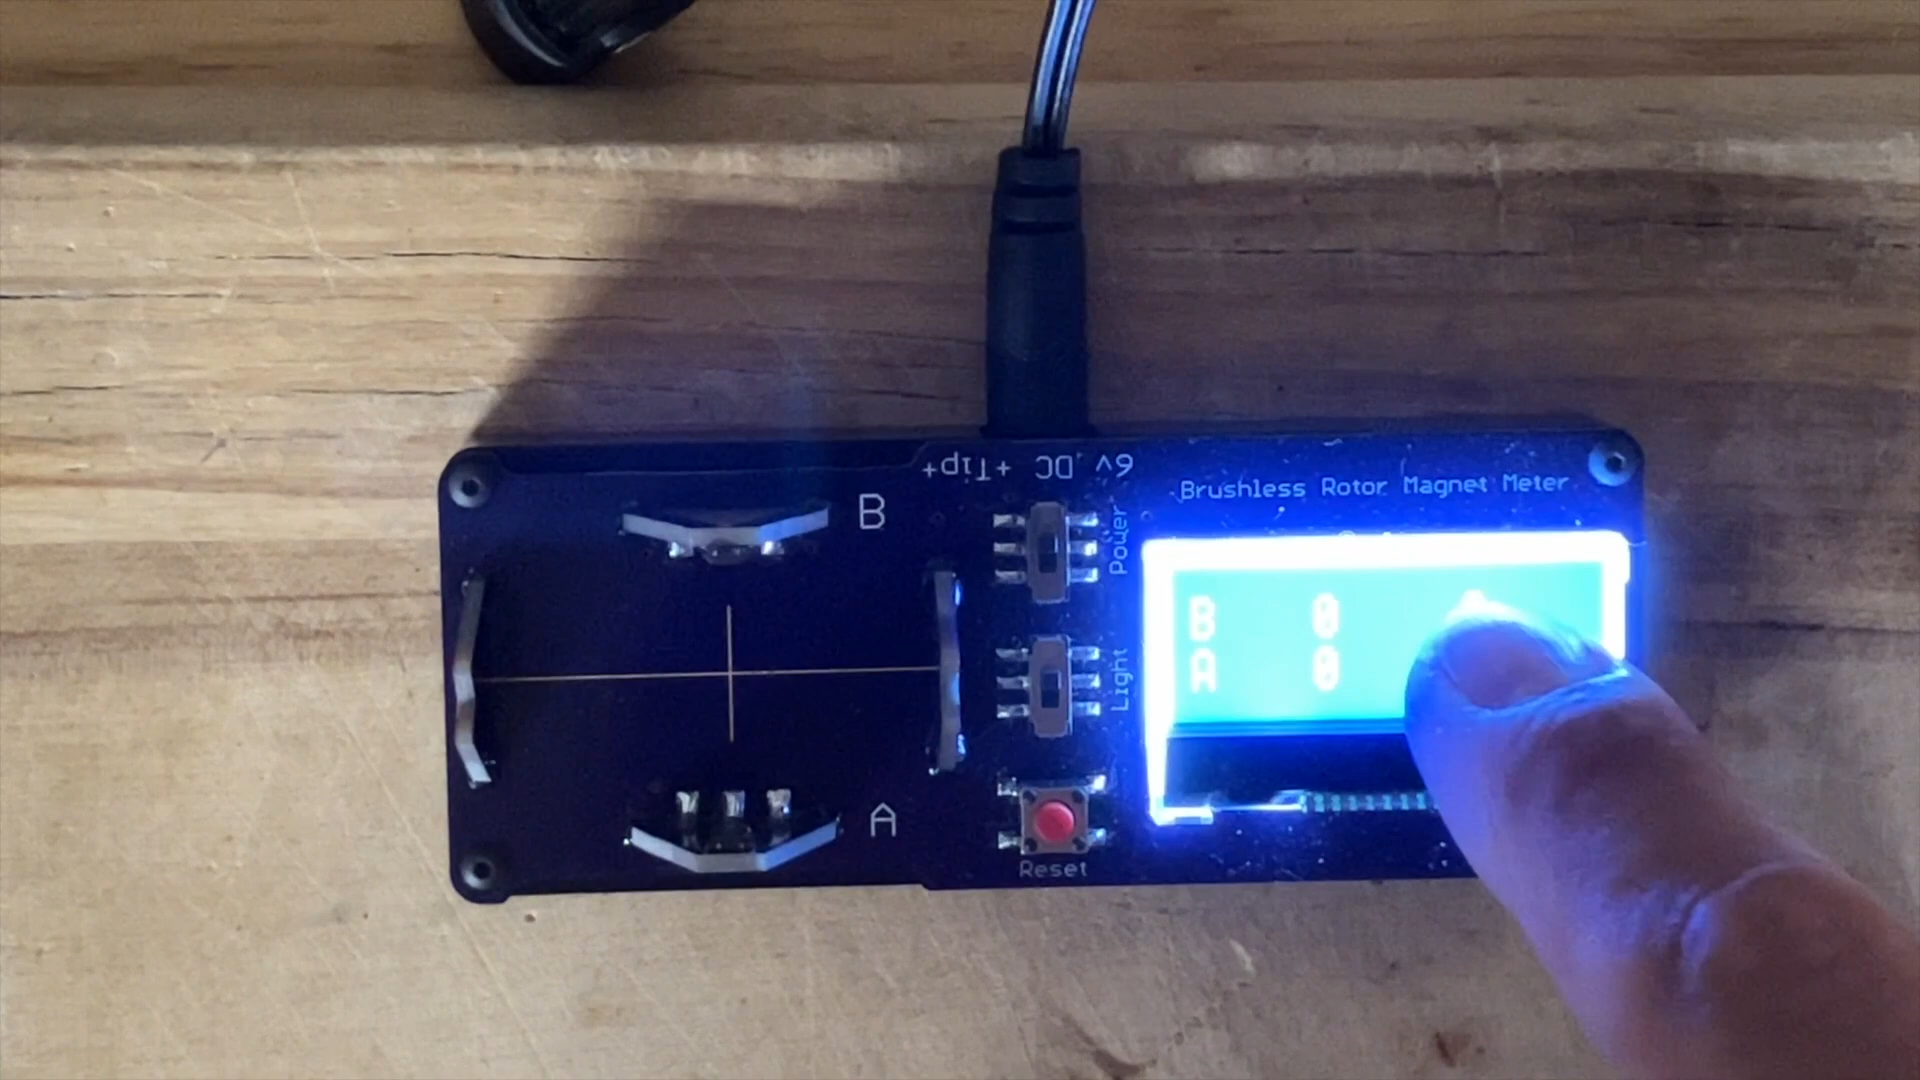 6v DC +Tip+
Brushless Rotor Magnet Meter
B
Power
B 0
A 0
Light
A
Reset